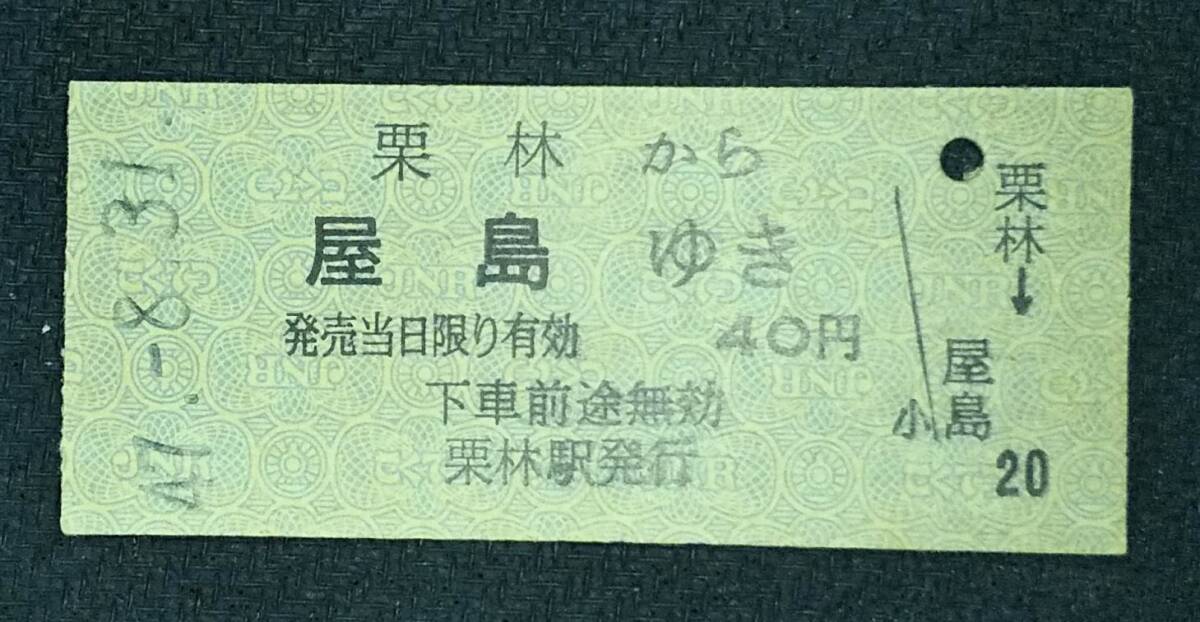 47.-8.31.
栗林から
屋島ゆき
発売当日限り有効 40円
下車前途無効
栗林駅発行
栗林→
屋島
小
20